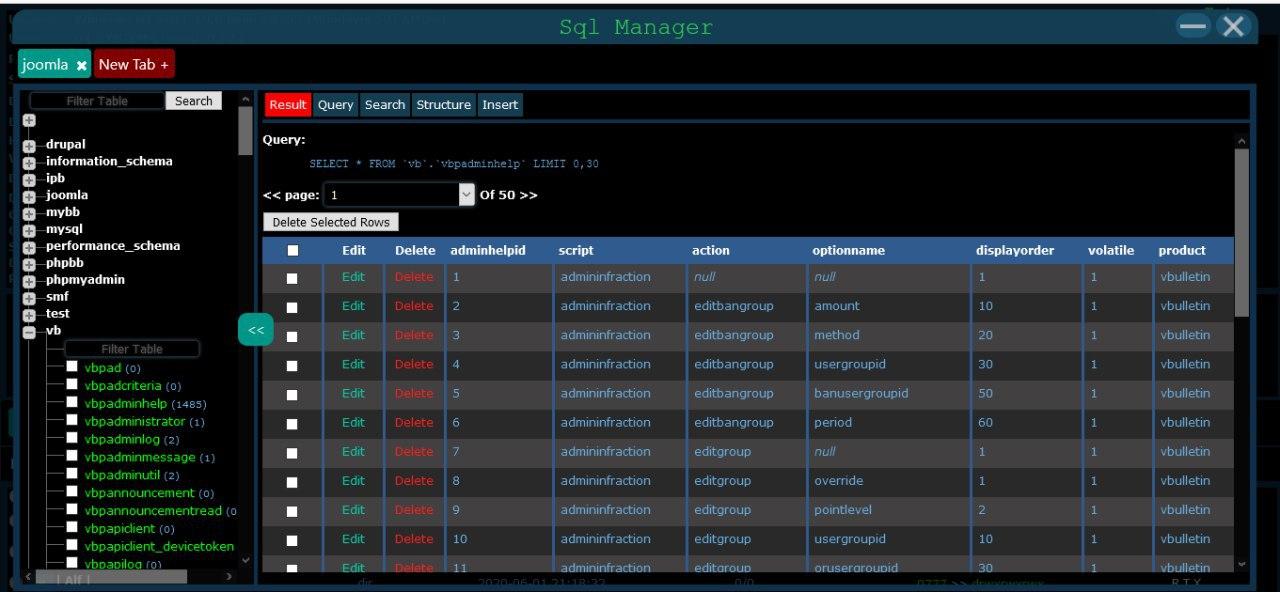 Sql Manager
joomla × New Tab +
Filter Table Search
drupal
information_schema
ipb
joomla
mybb
mysql
performance_schema
phpbb
phpmyadmin
smf
test
vb
Filter Table
vbpad (0)
vbpadcriteria (0)
vbpadminhelp (1485)
vbpadministrator (1)
vbpadminlog (2)
vbpadminmessage (1)
vbpadminutil (2)
vbpannouncement (0)
vbpannouncementread (0
vbpapiclient (0)
vbpapiclient_devicetoken
vbpapilog (0)
<<
Result Query Search Structure Insert
Query:
SELECT * FROM `vb`.`vbpadminhelp` LIMIT 0,30
<< page: 1 Of 50 >>
Delete Selected Rows
Edit Delete adminhelpid script action optionname displayorder volatile product
Edit Delete 1 admininfraction null null 1 1 vbulletin
Edit Delete 2 admininfraction editbangroup amount 10 1 vbulletin
Edit Delete 3 admininfraction editbangroup method 20 1 vbulletin
Edit Delete 4 admininfraction editbangroup usergroupid 30 1 vbulletin
Edit Delete 5 admininfraction editbangroup banusergroupid 50 1 vbulletin
Edit Delete 6 admininfraction editbangroup period 60 1 vbulletin
Edit Delete 7 admininfraction editgroup null 1 1 vbulletin
Edit Delete 8 admininfraction editgroup override 1 1 vbulletin
Edit Delete 9 admininfraction editgroup pointlevel 2 1 vbulletin
Edit Delete 10 admininfraction editgroup usergroupid 10 1 vbulletin
Edit Delete 11 admininfraction editgroup orusergroupid 30 1 vbulletin
dir 2020-06-01 21:18:32 0/0 0777 >> drwxrwxrwx R T X